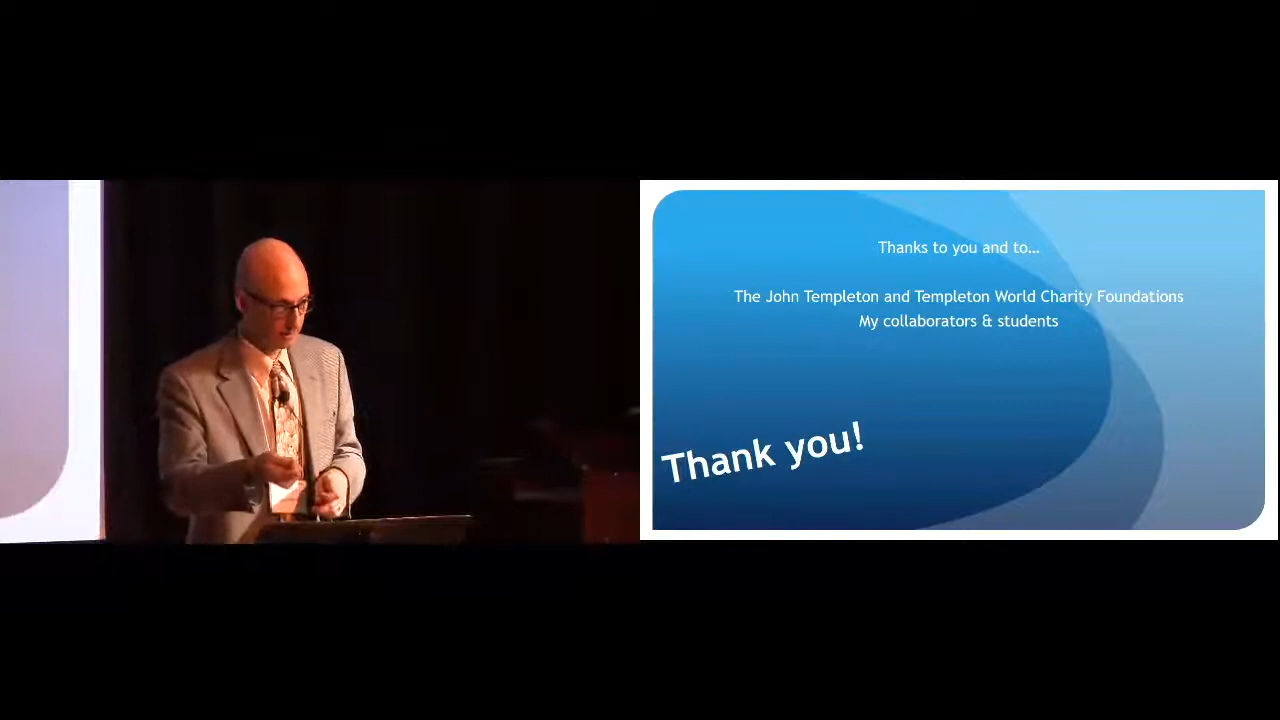 Thanks to you and to...
The John Templeton and Templeton World Charity Foundations
My collaborators & students
Thank you!